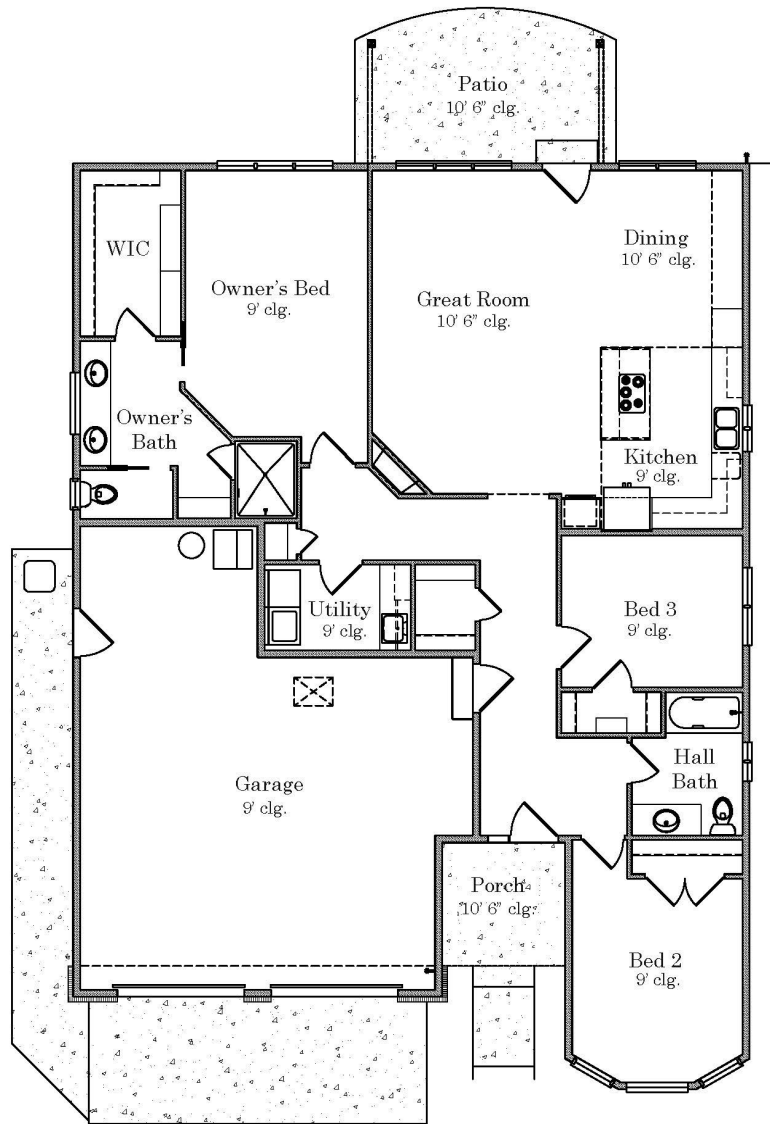 Patio
10' 6" clg.
WIC
Owner's Bed
9' clg.
Dining
10' 6" clg.
Great Room
10' 6" clg.
Owner's
Bath
Kitchen
9' clg.
Utility
9' clg.
Bed 3
9' clg.
Garage
9' clg.
Hall
Bath
Porch
10' 6" clg.
Bed 2
9' clg.